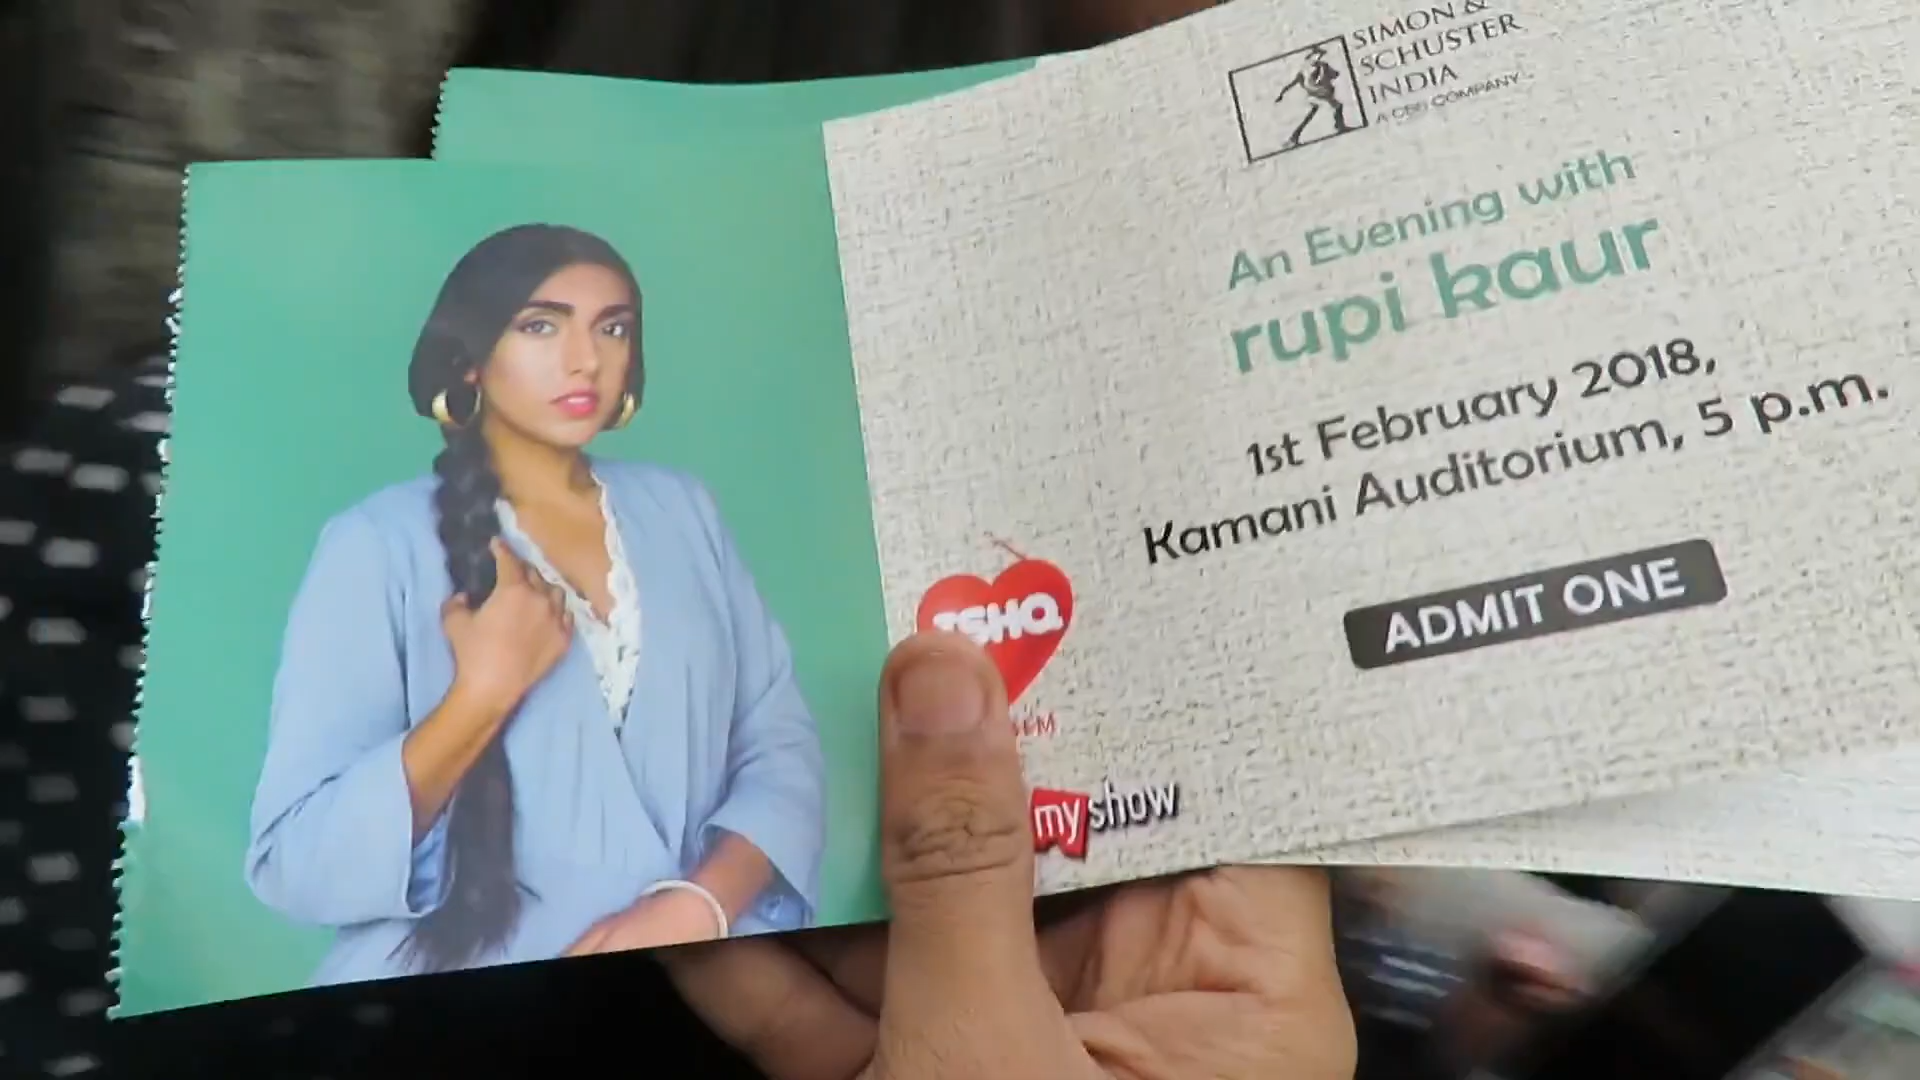 SIMON &
SCHUSTER
INDIA
A CBS COMPANY
An Evening with
rupi kaur
1st February 2018,
Kamani Auditorium, 5 p.m.
ADMIT ONE
ISHQ
FM
my show